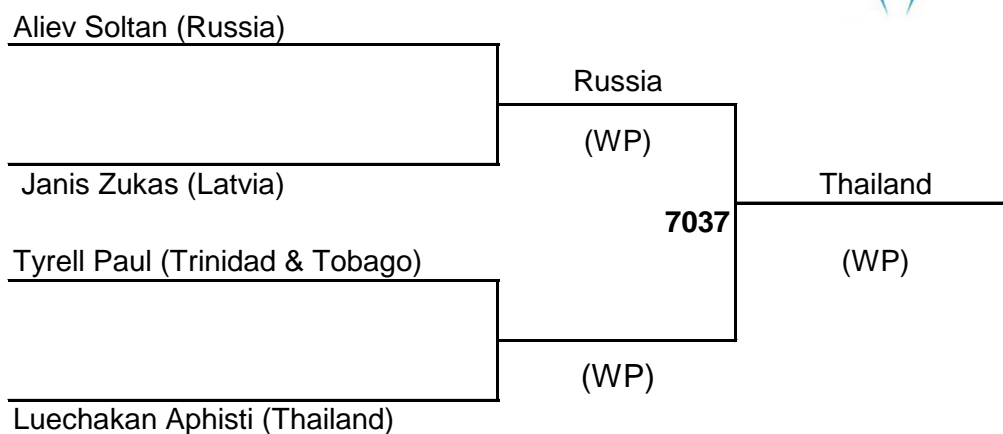 Aliev Soltan (Russia)
Russia
(WP)
Janis Zukas (Latvia)
Thailand
7037
Tyrell Paul (Trinidad & Tobago)
(WP)
(WP)
Luechakan Aphisti (Thailand)